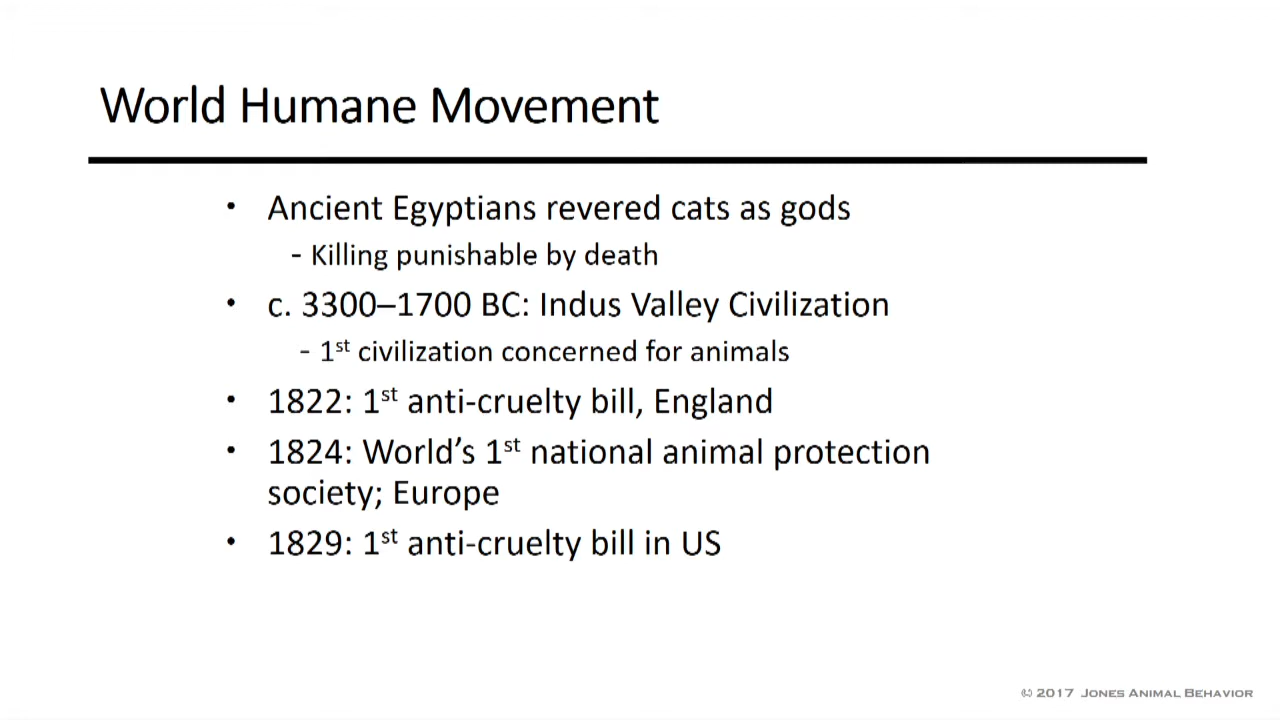 World Humane Movement
• Ancient Egyptians revered cats as gods
- Killing punishable by death
• c. 3300–1700 BC: Indus Valley Civilization
- 1st civilization concerned for animals
• 1822: 1st anti-cruelty bill, England
• 1824: World’s 1st national animal protection
society; Europe
• 1829: 1st anti-cruelty bill in US
© 2017 Jones Animal Behavior